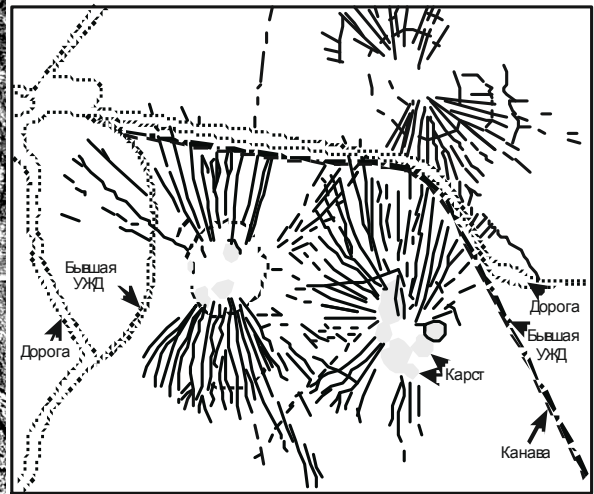 Бывшая
УЖД
Дорога
Дорога
Бывшая
УЖД
Карст
Канава